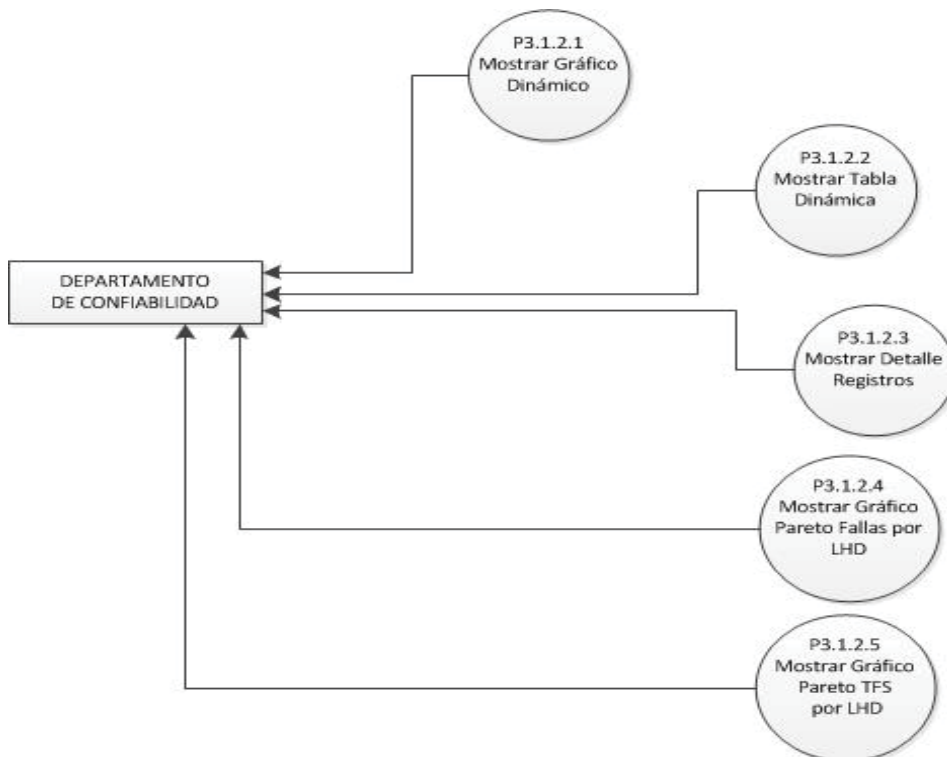 P3.1.2.1
Mostrar Gráfico
Dinámico
P3.1.2.2
Mostrar Tabla
Dinámica
DEPARTAMENTO
DE CONFIABILIDAD
P3.1.2.3
Mostrar Detalle
Registros
P3.1.2.4
Mostrar Gráfico
Pareto Fallas por
LHD
P3.1.2.5
Mostrar Gráfico
Pareto TFS
por LHD